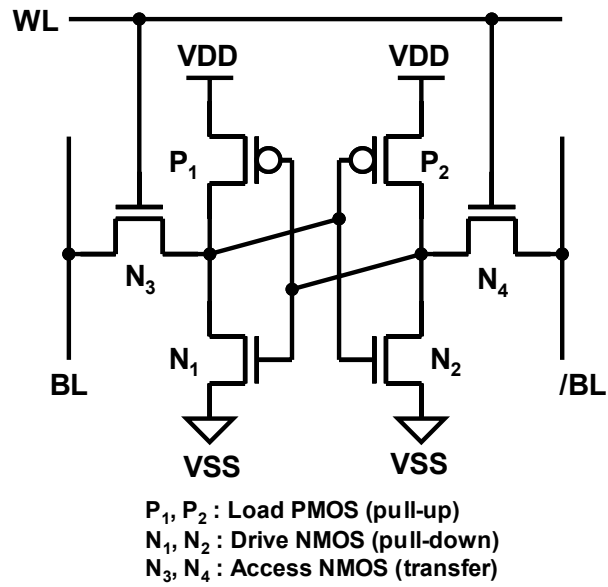 WL
VDD
VDD
P₁
P₂
N₃
N₄
N₁
N₂
BL
/BL
VSS
VSS
P₁, P₂ : Load PMOS (pull-up)
N₁, N₂ : Drive NMOS (pull-down)
N₃, N₄ : Access NMOS (transfer)